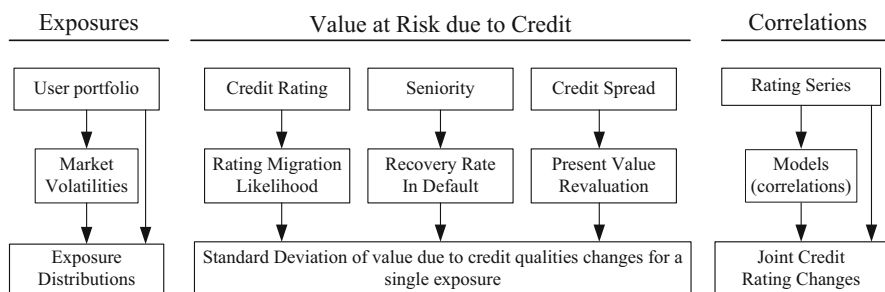 Exposures
Value at Risk due to Credit
Correlations
User portfolio
Credit Rating
Seniority
Credit Spread
Rating Series
Market
Volatilities
Rating Migration
Likelihood
Recovery Rate
In Default
Present Value
Revaluation
Models
(correlations)
Exposure
Distributions
Standard Deviation of value due to credit qualities changes for a
single exposure
Joint Credit
Rating Changes